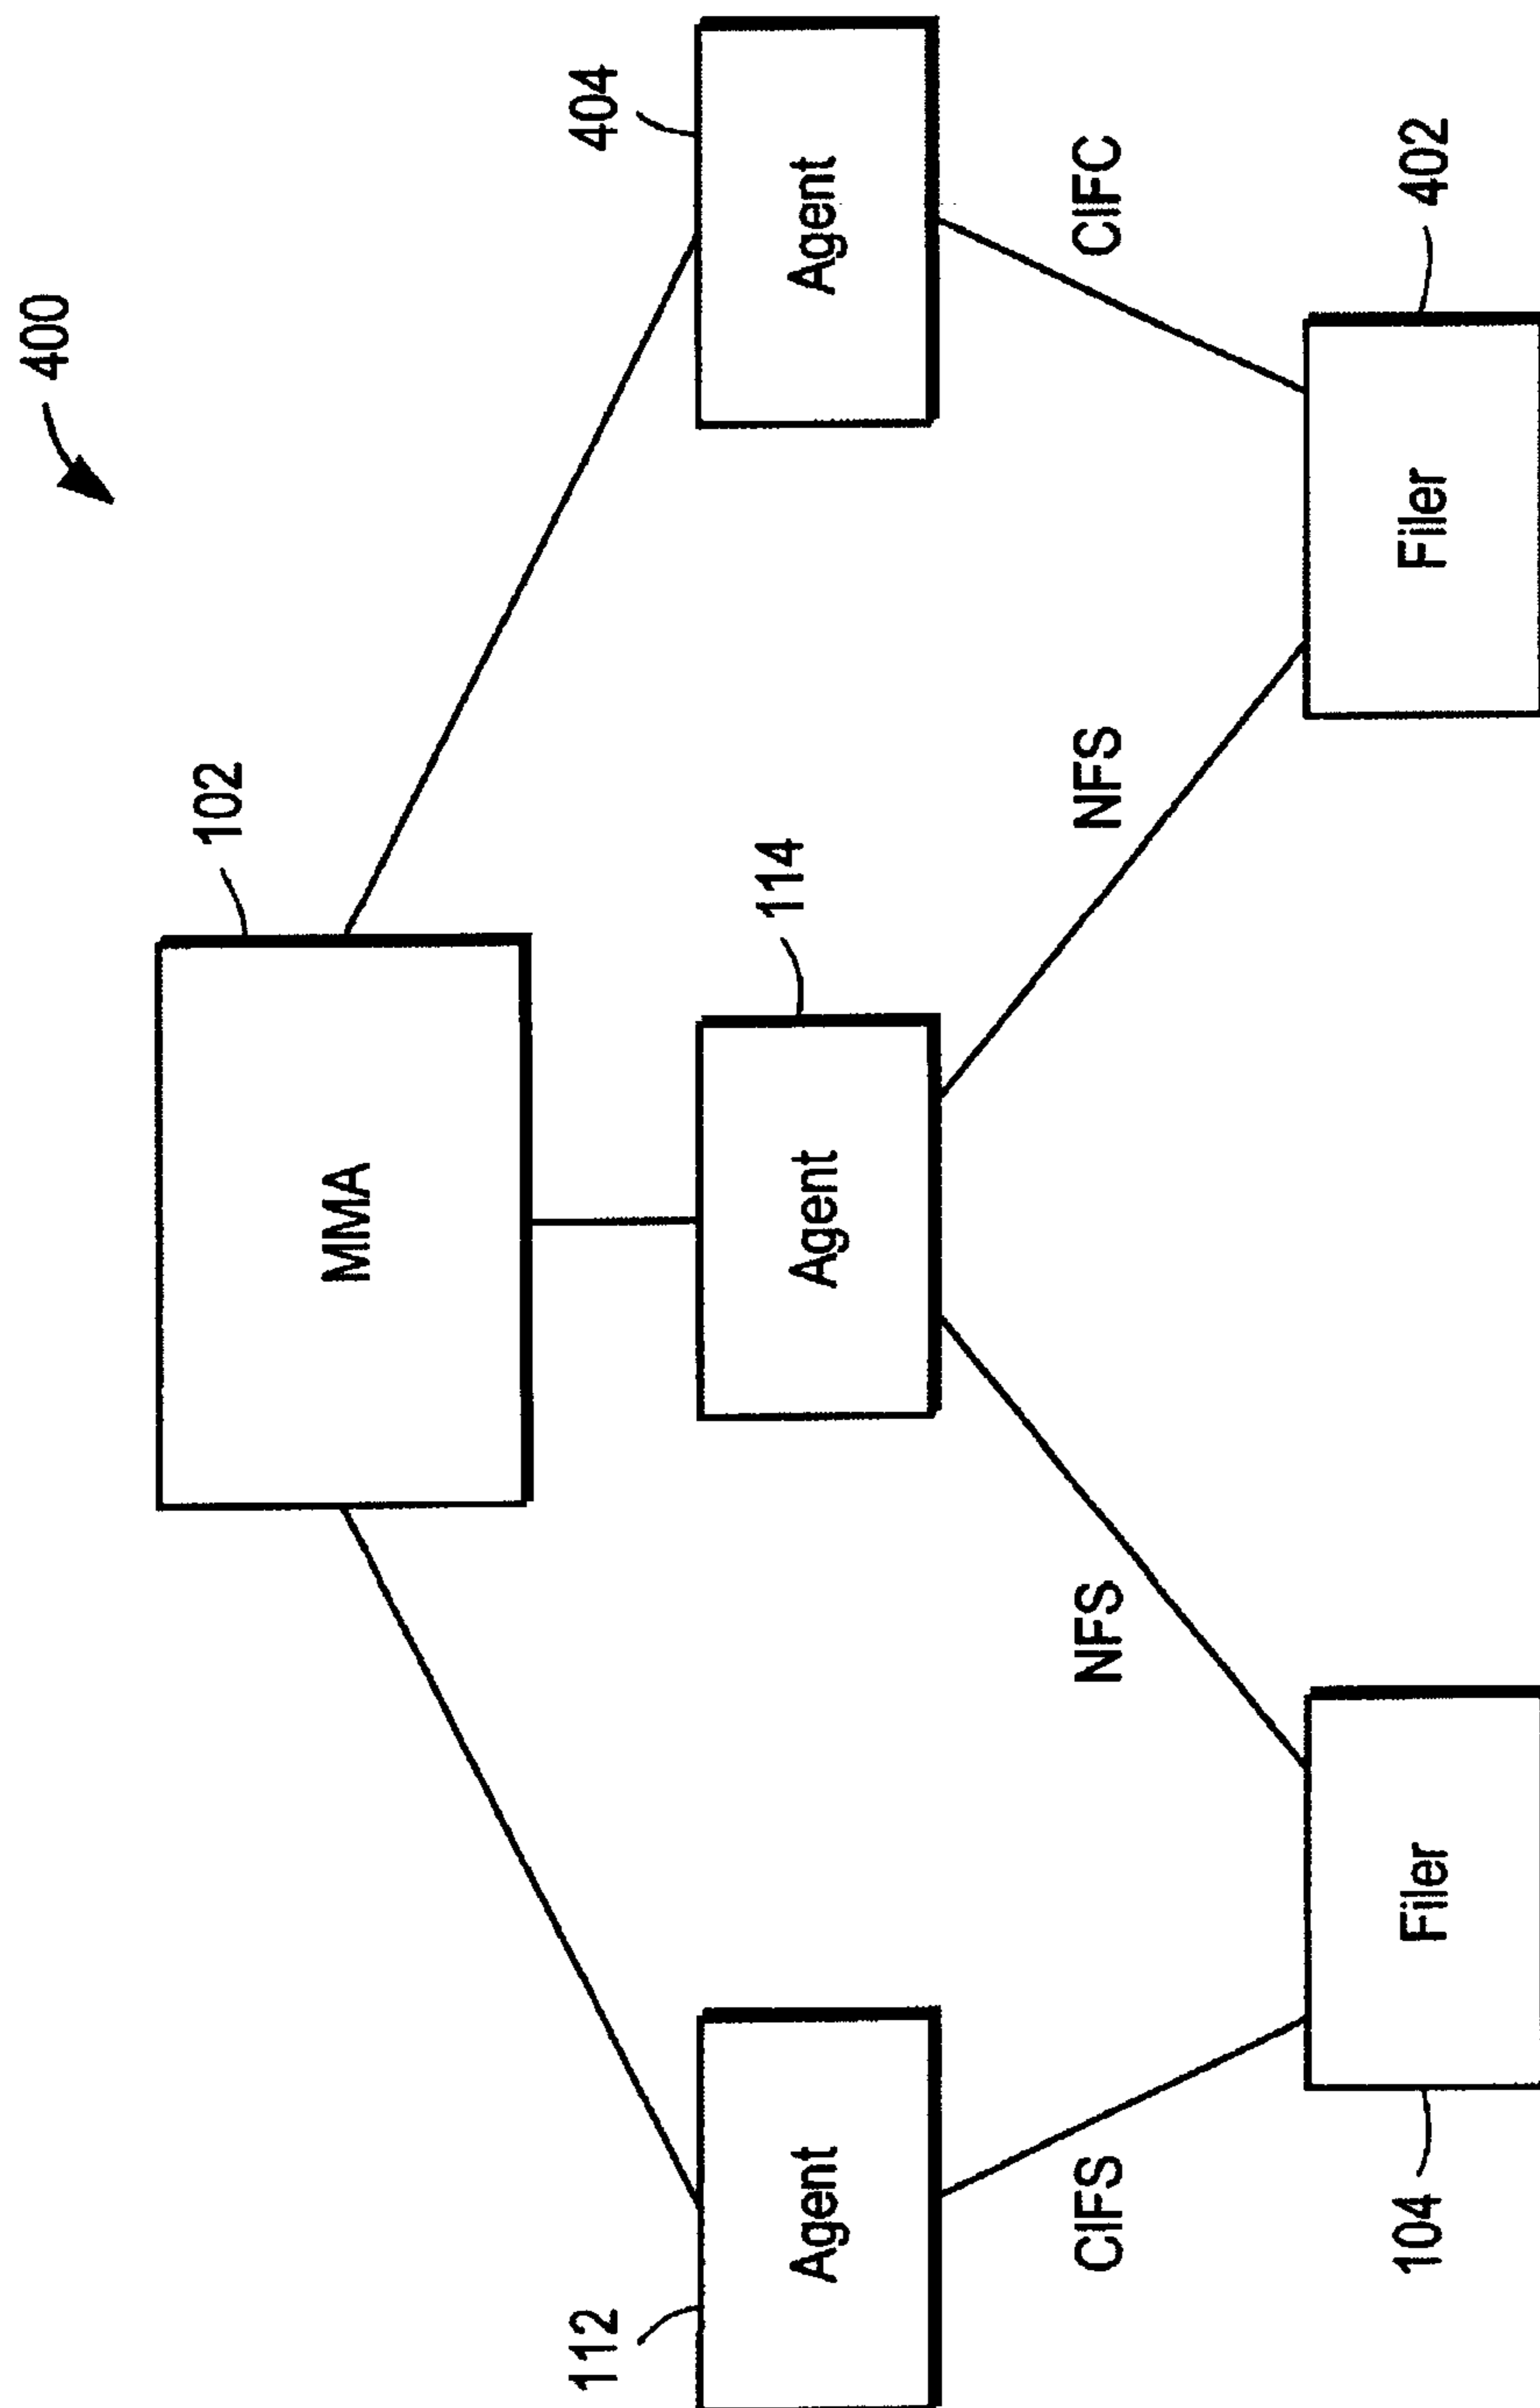 400
102
MMA
112
114
404
Agent
Agent
Agent
CIFS
NFS
NFS
CIFC
104
402
Filer
Filer